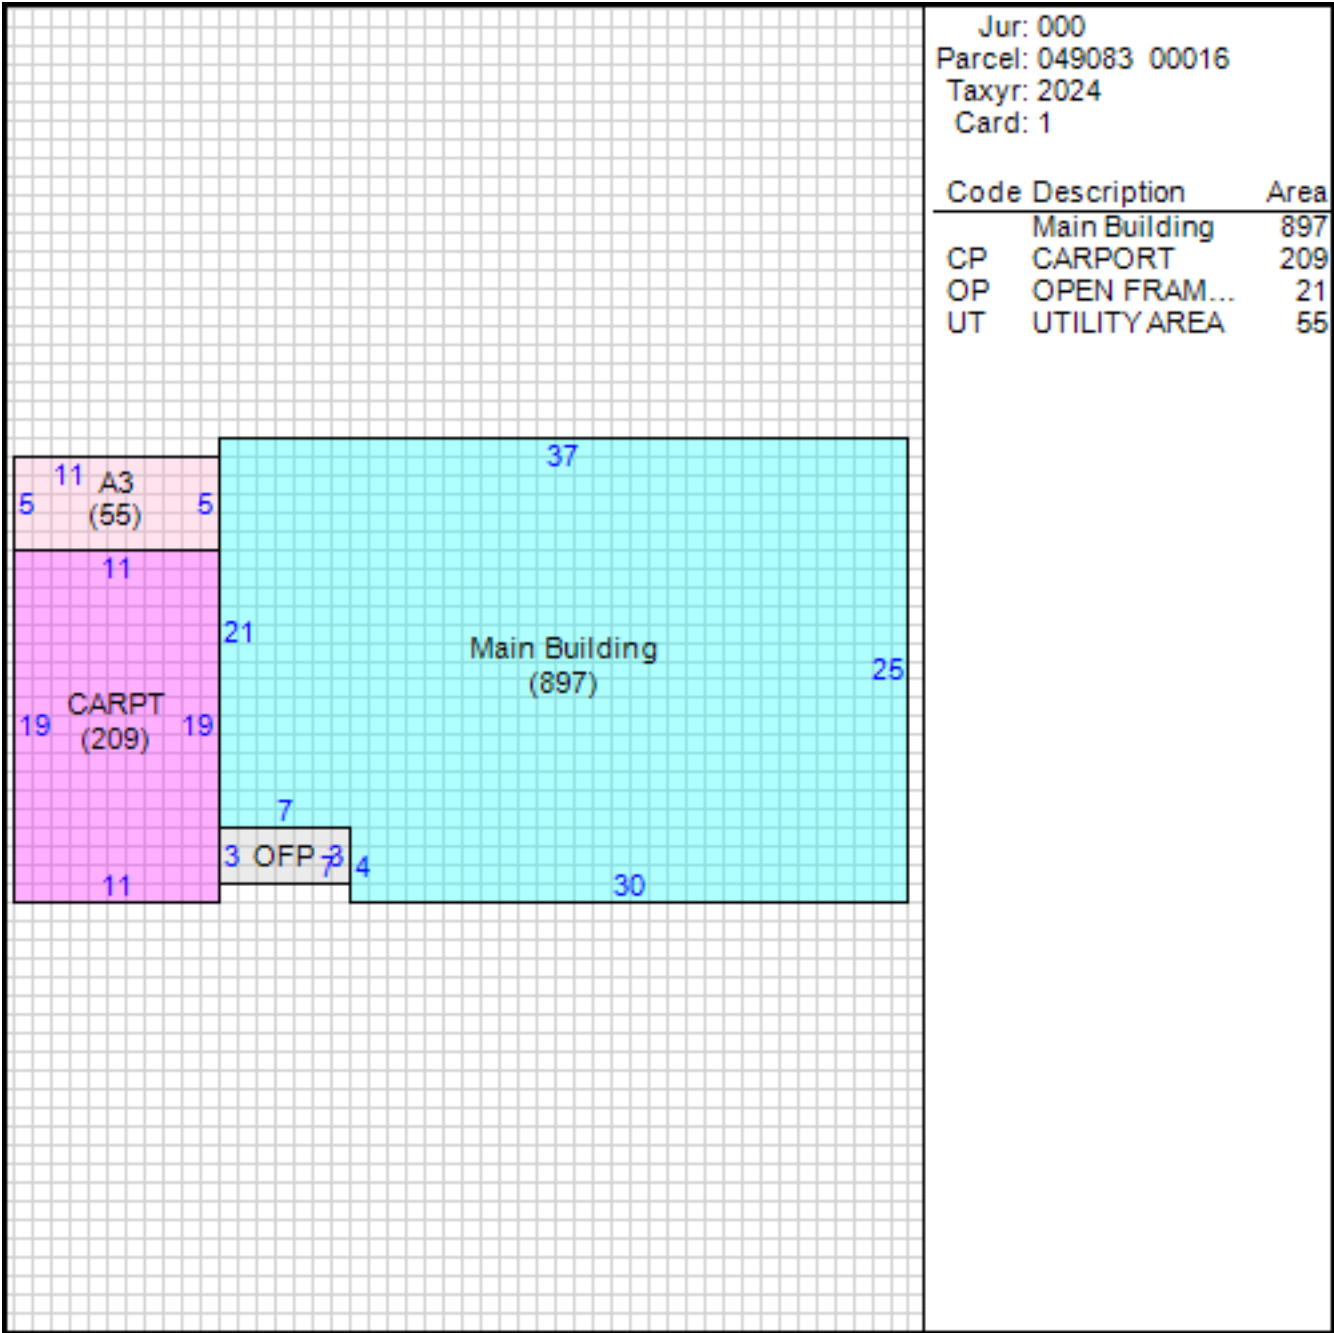 Jur: 000
Parcel: 049083 00016
Taxyr: 2024
Card: 1
Code Description Area
Main Building 897
CP CARPORT 209
OP OPEN FRAM... 21
UT UTILITY AREA 55
37
11 A3
5 (55) 5
11
21
Main Building
(897)
25
CARPT
19 (209) 19
7
3 OFP 3
7
4
11
30